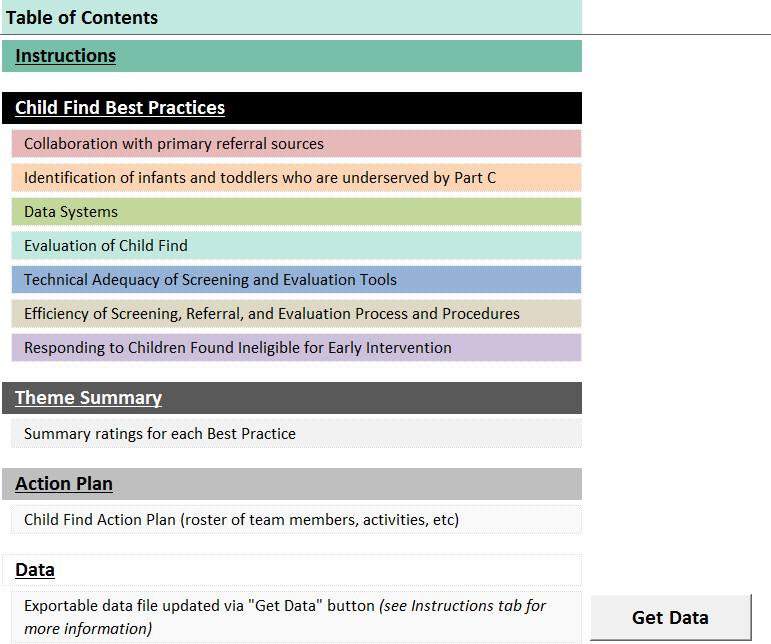 Table of Contents
Instructions
Child Find Best Practices
Collaboration with primary referral sources
Identification of infants and toddlers who are underserved by Part C
Data Systems
Evaluation of Child Find
Technical Adequacy of Screening and Evaluation Tools
Efficiency of Screening, Referral, and Evaluation Process and Procedures
Responding to Children Found Ineligible for Early Intervention
Theme Summary
Summary ratings for each Best Practice
Action Plan
Child Find Action Plan (roster of team members, activities, etc)
Data
Exportable data file updated via "Get Data" button (see Instructions tab for
more information)
Get Data